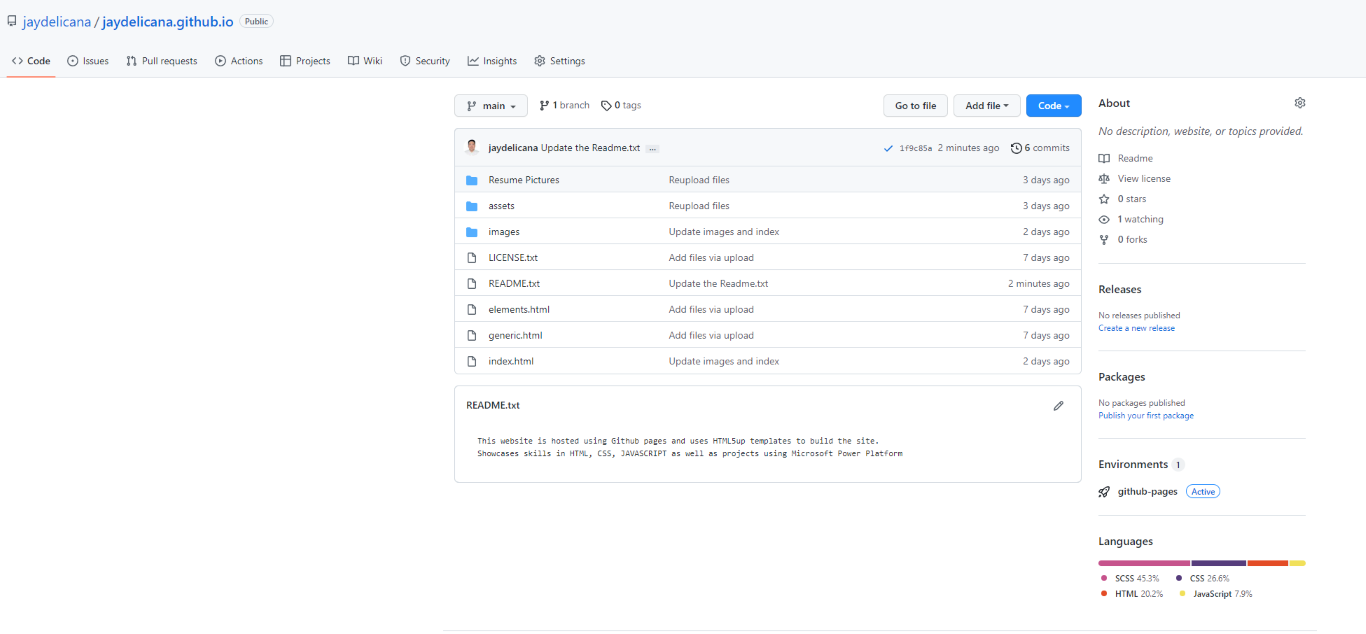 jaydelicana / jaydelicana.github.io Public
Code Issues Pull requests Actions Projects Wiki Security Insights Settings
main 1 branch 0 tags Go to file Add file Code
jaydelicana Update the Readme.txt ... 1f9c85a 2 minutes ago 6 commits
Resume Pictures Reupload files 3 days ago
assets Reupload files 3 days ago
images Update images and index 2 days ago
LICENSE.txt Add files via upload 7 days ago
README.txt Update the Readme.txt 2 minutes ago
elements.html Add files via upload 7 days ago
generic.html Add files via upload 7 days ago
index.html Update images and index 2 days ago
README.txt
This website is hosted using Github pages and uses HTML5up templates to build the site.
Showcases skills in HTML, CSS, JAVASCRIPT as well as projects using Microsoft Power Platform
About
No description, website, or topics provided.
Readme
View license
0 stars
1 watching
0 forks
Releases
No releases published
Create a new release
Packages
No packages published
Publish your first package
Environments 1
github-pages Active
Languages
SCSS 45.3% CSS 26.6%
HTML 20.2% JavaScript 7.9%